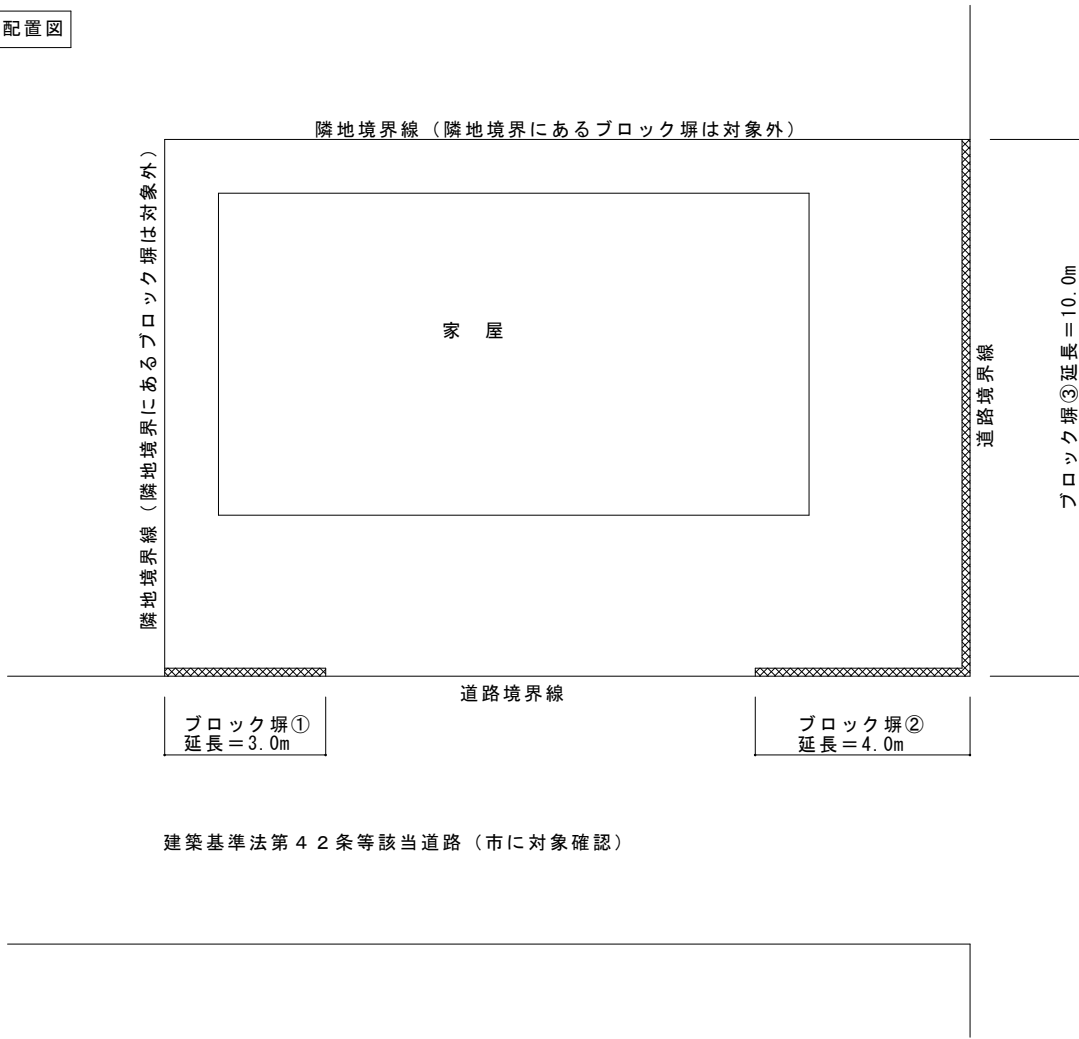 配置図
隣地境界線（隣地境界にあるブロック塀は対象外）
隣地境界線（隣地境界にあるブロック塀は対象外）
家　屋
道路境界線
ブロック塀③延長＝10.0m
道路境界線
ブロック塀①
延長＝3.0m
ブロック塀②
延長＝4.0m
建築基準法第４２条等該当道路（市に対象確認）